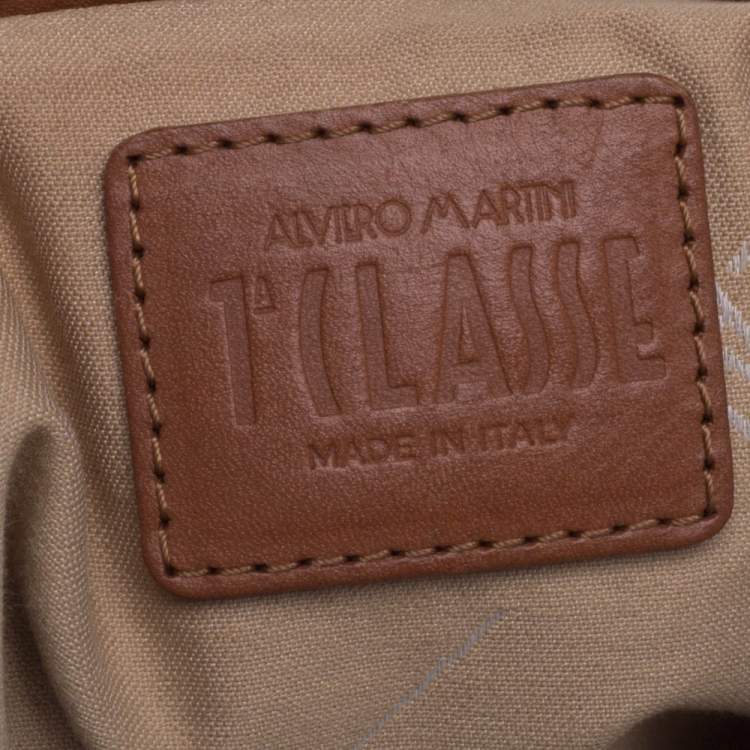 ALVIERO MARTINI
1ª CLASSE
MADE IN ITALY